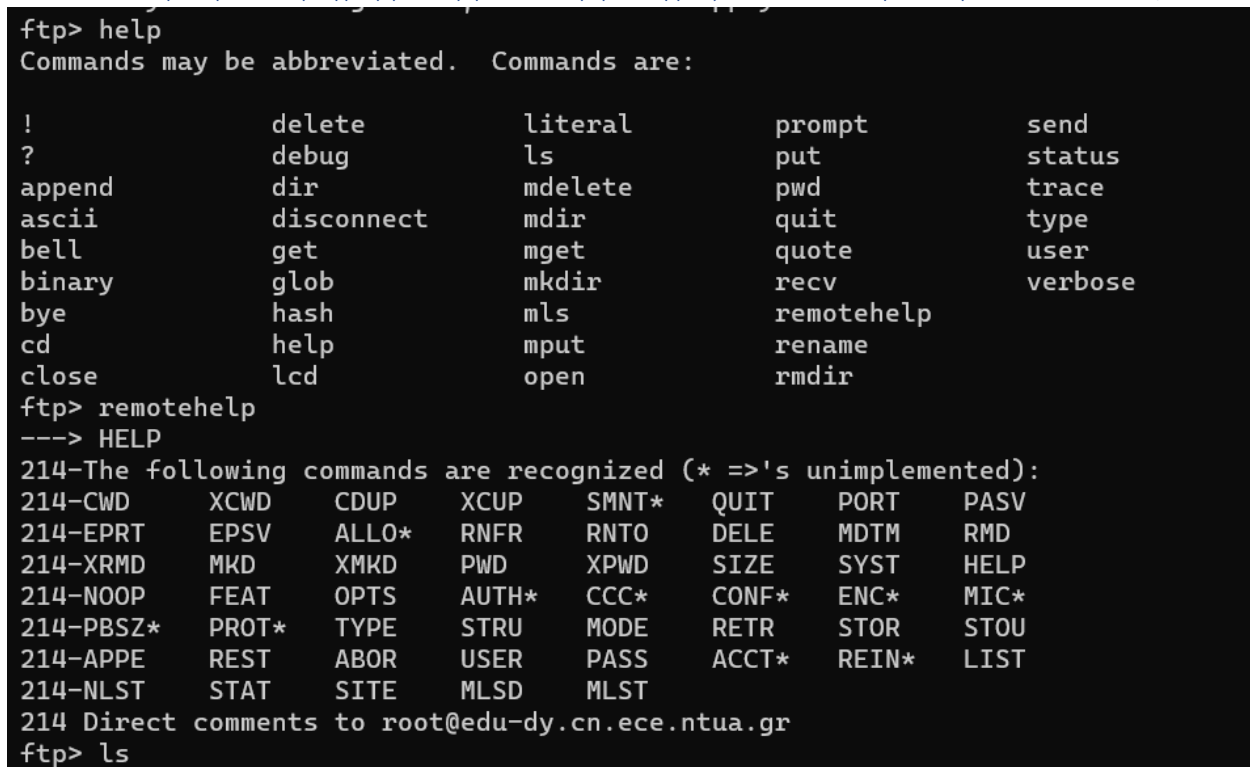 ftp> help
Commands may be abbreviated.  Commands are:
!               delete          literal         prompt          send
?               debug           ls              put             status
append          dir             mdelete         pwd             trace
ascii           disconnect      mdir            quit            type
bell            get             mget            quote           user
binary          glob            mkdir           recv            verbose
bye             hash            mls             remotehelp
cd              help            mput            rename
close           lcd             open            rmdir
ftp> remotehelp
---> HELP
214-The following commands are recognized (* =>'s unimplemented):
214-CWD     XCWD    CDUP    XCUP    SMNT*   QUIT    PORT    PASV
214-EPRT    EPSV    ALLO*   RNFR    RNTO    DELE    MDTM    RMD
214-XRMD    MKD     XMKD    PWD     XPWD    SIZE    SYST    HELP
214-NOOP    FEAT    OPTS    AUTH*   CCC*    CONF*   ENC*    MIC*
214-PBSZ*   PROT*   TYPE    STRU    MODE    RETR    STOR    STOU
214-APPE    REST    ABOR    USER    PASS    ACCT*   REIN*   LIST
214-NLST    STAT    SITE    MLSD    MLST
214 Direct comments to root@edu-dy.cn.ece.ntua.gr
ftp> ls